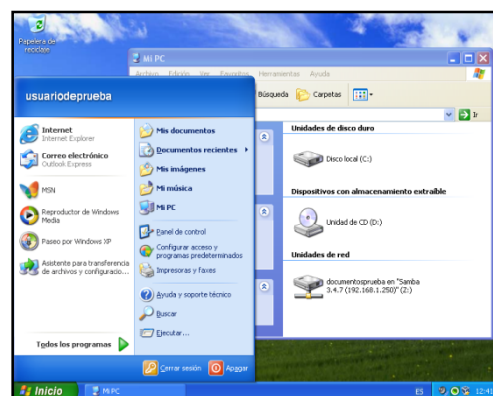 Papelera de
reciclaje
Mi PC
Archivo Edición Ver Favoritos Herramientas Ayuda
Búsqueda Carpetas
Ir
usuariodeprueba
Internet
Internet Explorer
Correo electrónico
Outlook Express
MSN
Reproductor de Windows
Media
Paseo por Windows XP
Asistente para transferencia
de archivos y configurado...
Todos los programas
Mis documentos
Documentos recientes
Mis imágenes
Mi música
Mi PC
Panel de control
Configurar acceso y
programas predeterminados
Impresoras y faxes
Ayuda y soporte técnico
Buscar
Ejecutar...
Cerrar sesión Apagar
Unidades de disco duro
Disco local (C:)
Dispositivos con almacenamiento extraíble
Unidad de CD (D:)
Unidades de red
documentosprueba en "Samba
3.4.7 (192.168.1.250)" (Z:)
Inicio Mi PC ES 12:41